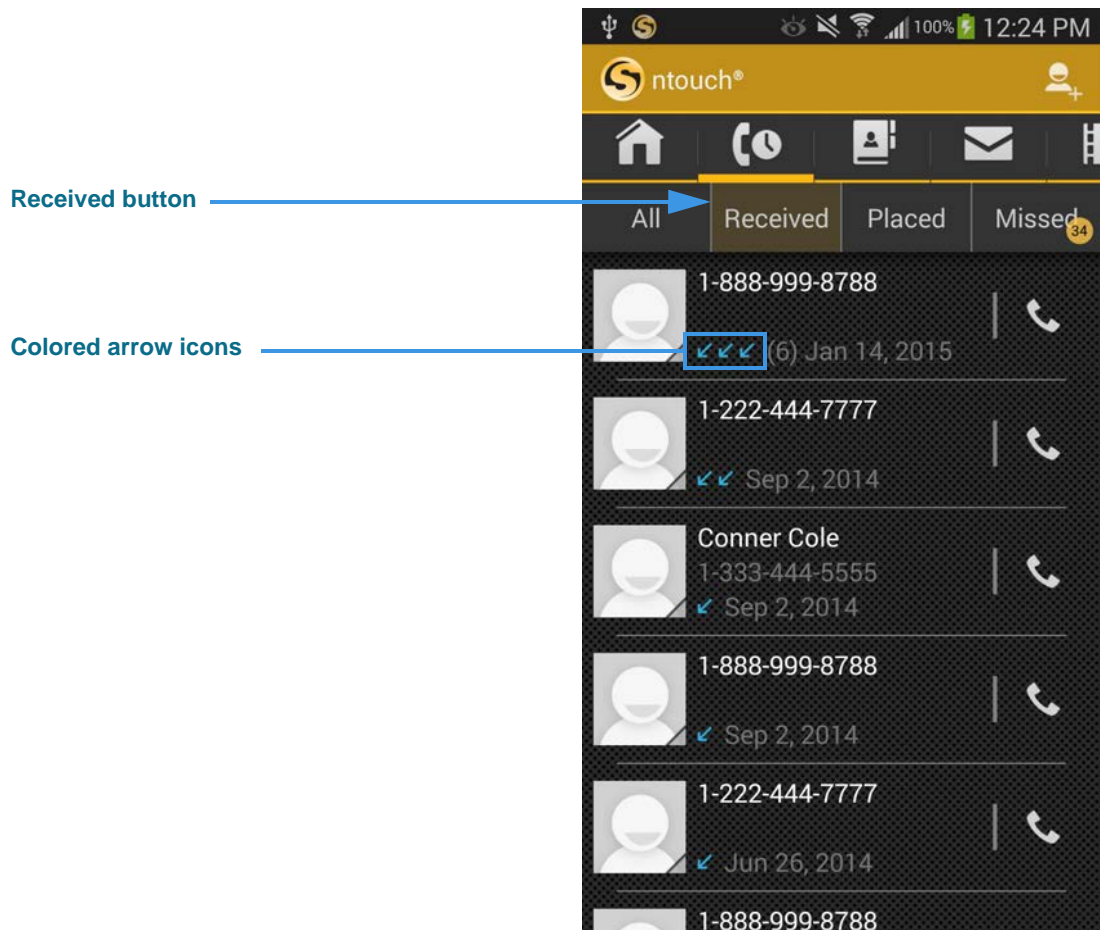 100% 12:24 PM
ntouch®
Received button
All Received Placed Missed 34
1-888-999-8788
Colored arrow icons
(6) Jan 14, 2015
1-222-444-7777
Sep 2, 2014
Conner Cole
1-333-444-5555
Sep 2, 2014
1-888-999-8788
Sep 2, 2014
1-222-444-7777
Jun 26, 2014
1-888-999-8788